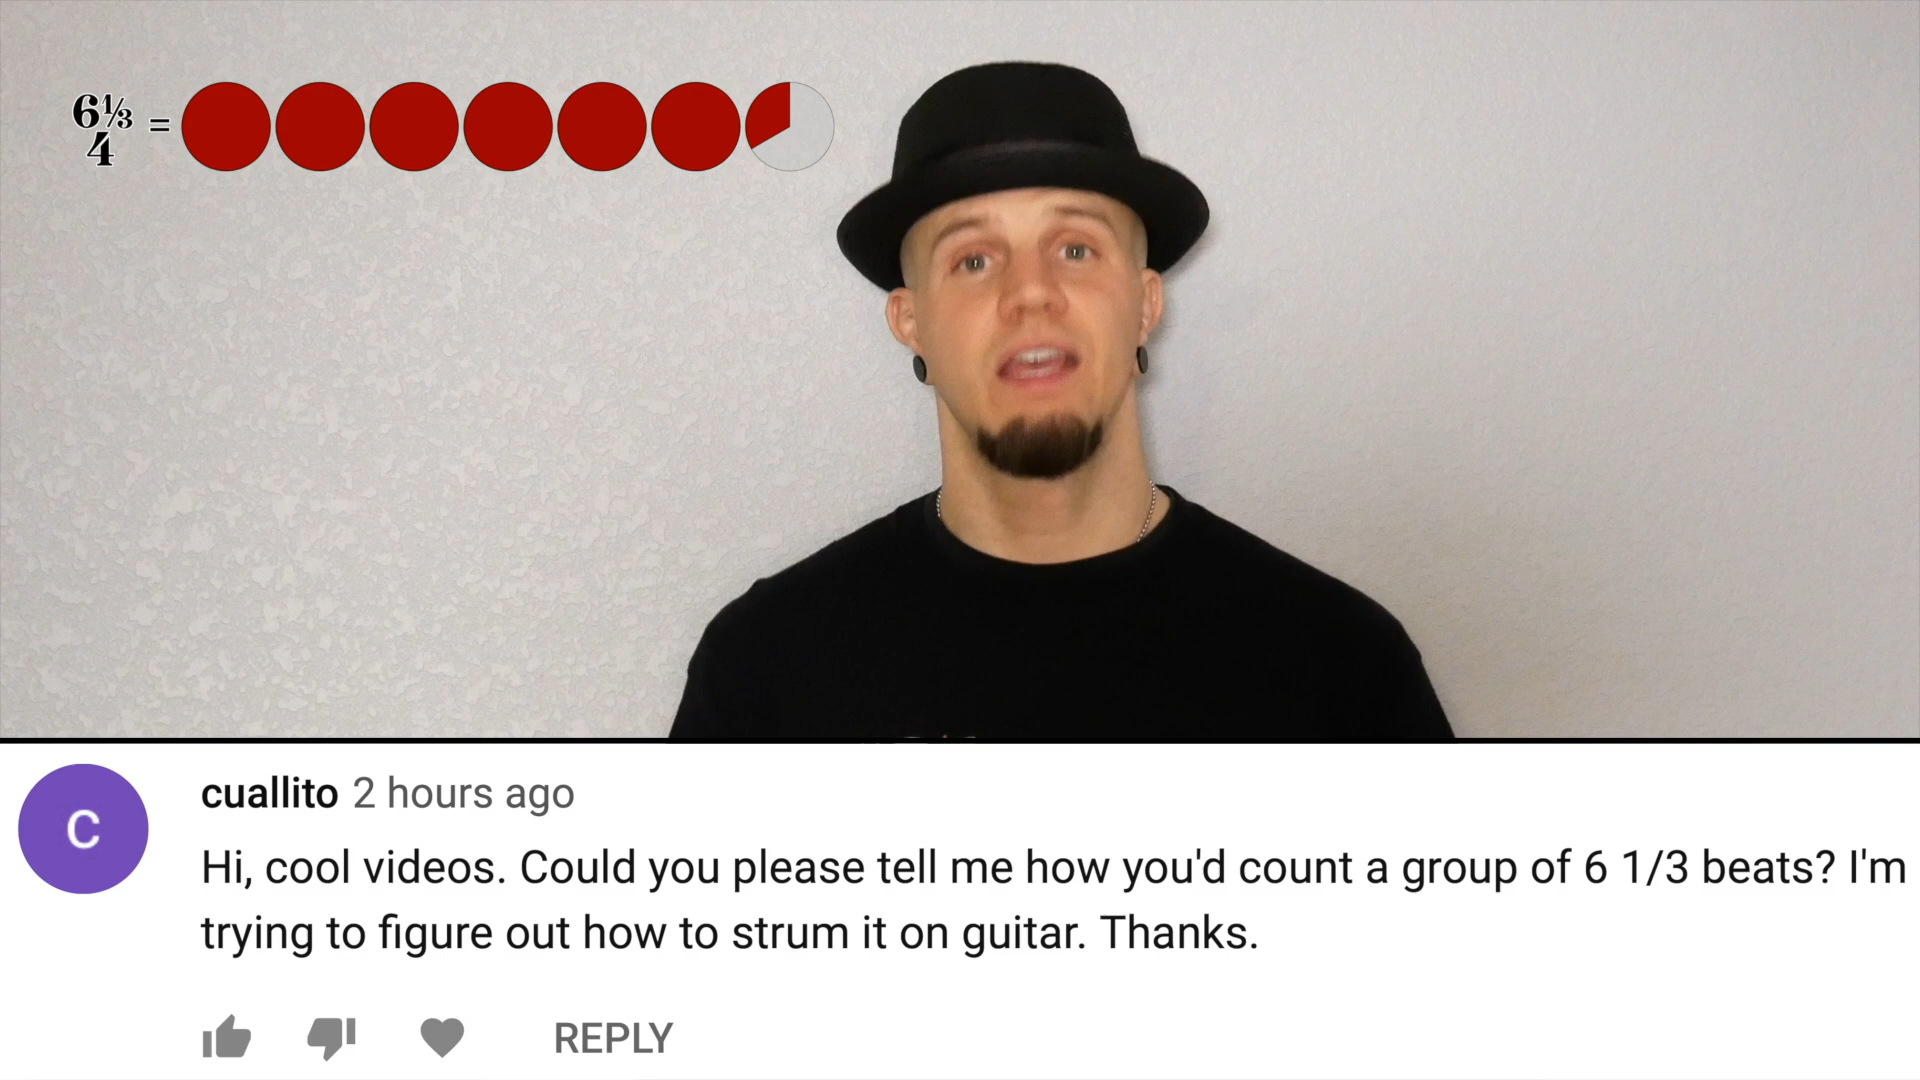 6⅓
4 =
C
cuallito 2 hours ago
Hi, cool videos. Could you please tell me how you'd count a group of 6 1/3 beats? I'm
trying to figure out how to strum it on guitar. Thanks.
REPLY